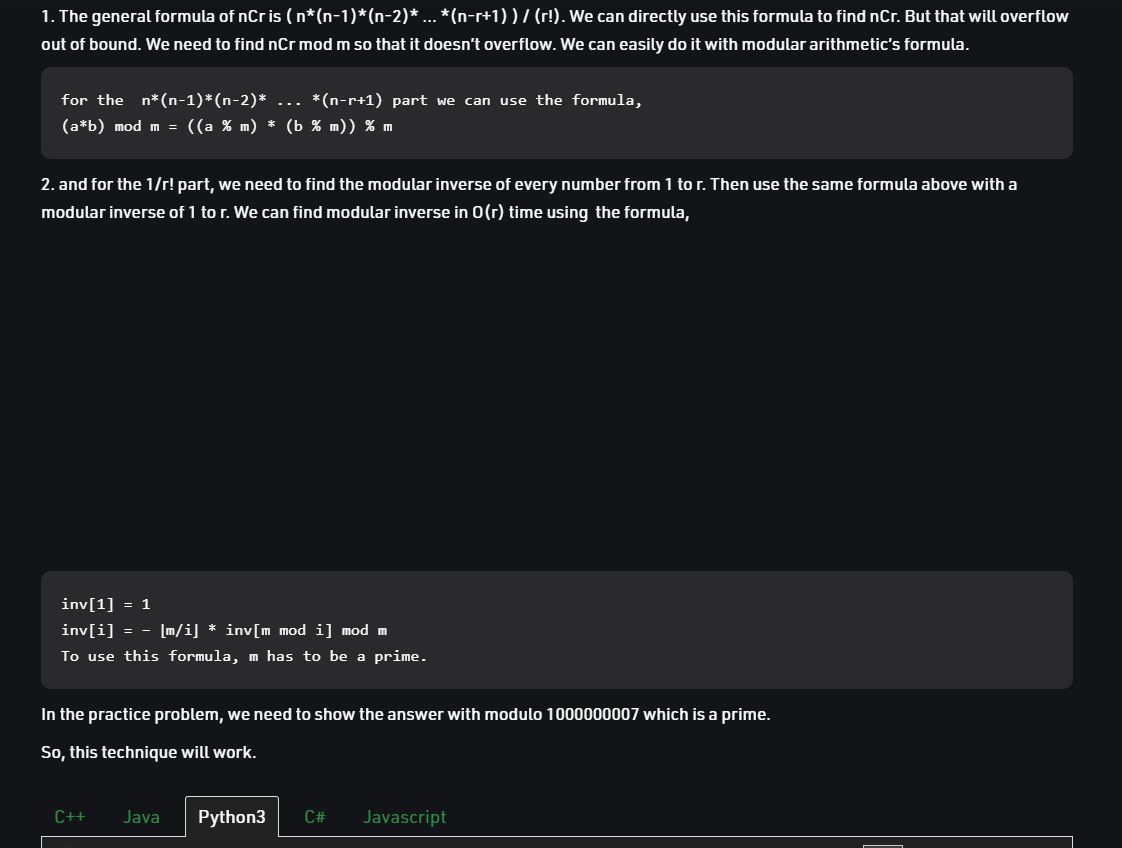 1. The general formula of nCr is ( n*(n-1)*(n-2)* ... *(n-r+1) ) / (r!). We can directly use this formula to find nCr. But that will overflow
out of bound. We need to find nCr mod m so that it doesn't overflow. We can easily do it with modular arithmetic's formula.
for the  n*(n-1)*(n-2)* ... *(n-r+1) part we can use the formula,
(a*b) mod m = ((a % m) * (b % m)) % m
2. and for the 1/r! part, we need to find the modular inverse of every number from 1 to r. Then use the same formula above with a
modular inverse of 1 to r. We can find modular inverse in O(r) time using  the formula,
inv[1] = 1
inv[i] = − ⌊m/i⌋ * inv[m mod i] mod m
To use this formula, m has to be a prime.
In the practice problem, we need to show the answer with modulo 1000000007 which is a prime.
So, this technique will work.
C++ Java Python3 C# Javascript